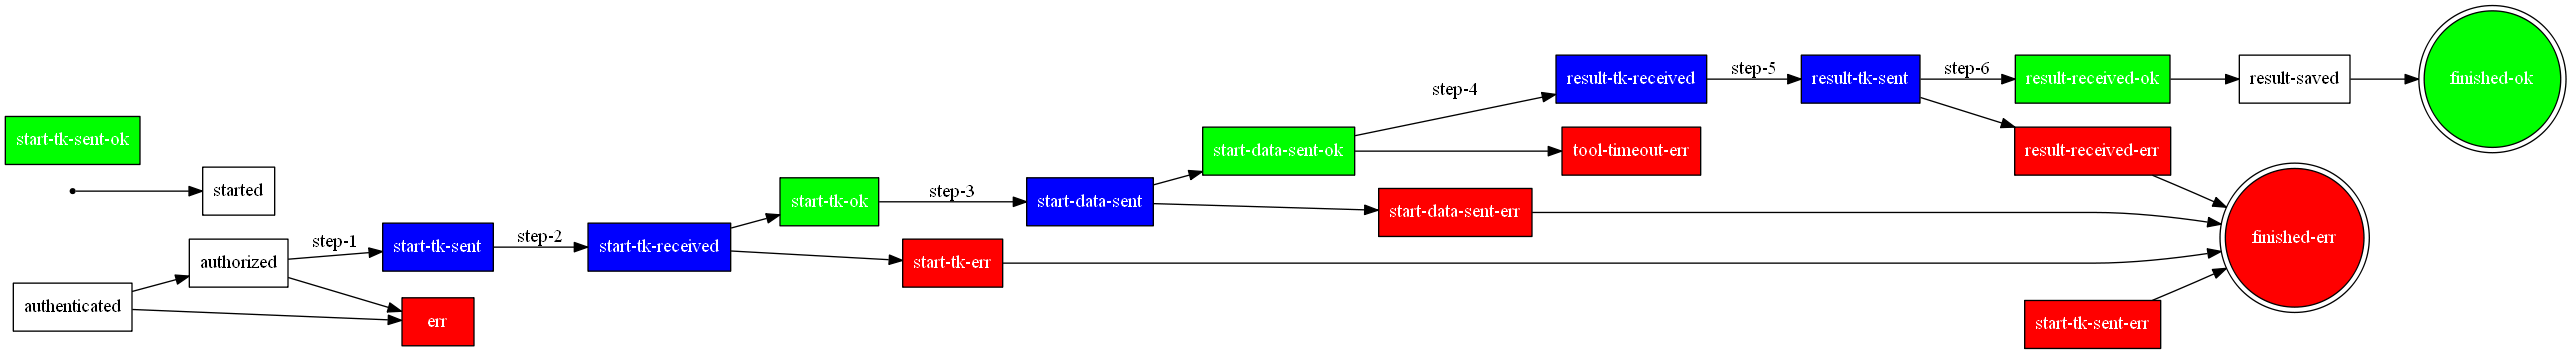 start-tk-sent-ok
started
authenticated
authorized
err
step-1
start-tk-sent
step-2
start-tk-received
start-tk-ok
start-tk-err
step-3
start-data-sent
start-data-sent-ok
start-data-sent-err
step-4
result-tk-received
tool-timeout-err
step-5
result-tk-sent
step-6
result-received-ok
result-received-err
start-tk-sent-err
result-saved
finished-err
finished-ok